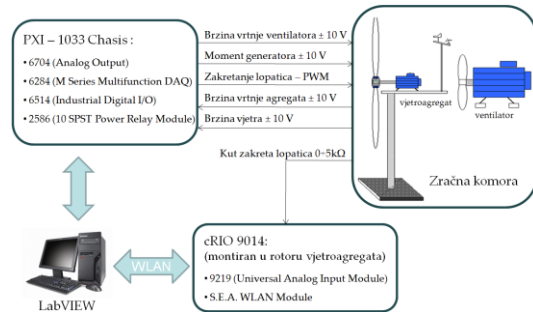 PXI – 1033 Chasis :
• 6704 (Analog Output)
• 6284 (M Series Multifunction DAQ)
• 6514 (Industrial Digital I/O)
• 2586 (10 SPST Power Relay Module)
Brzina vrtnje ventilatora ± 10 V
Moment generatora ± 10 V
Zakretanje lopatica – PWM
Brzina vrtnje agregata ± 10 V
Brzina vjetra ± 10 V
Kut zakreta lopatica 0~5kΩ
vjetroagregat
ventilator
Zračna komora
cRIO 9014:
(montiran u rotoru vjetroagregata)
• 9219 (Universal Analog Input Module)
• S.E.A. WLAN Module
WLAN
LabVIEW